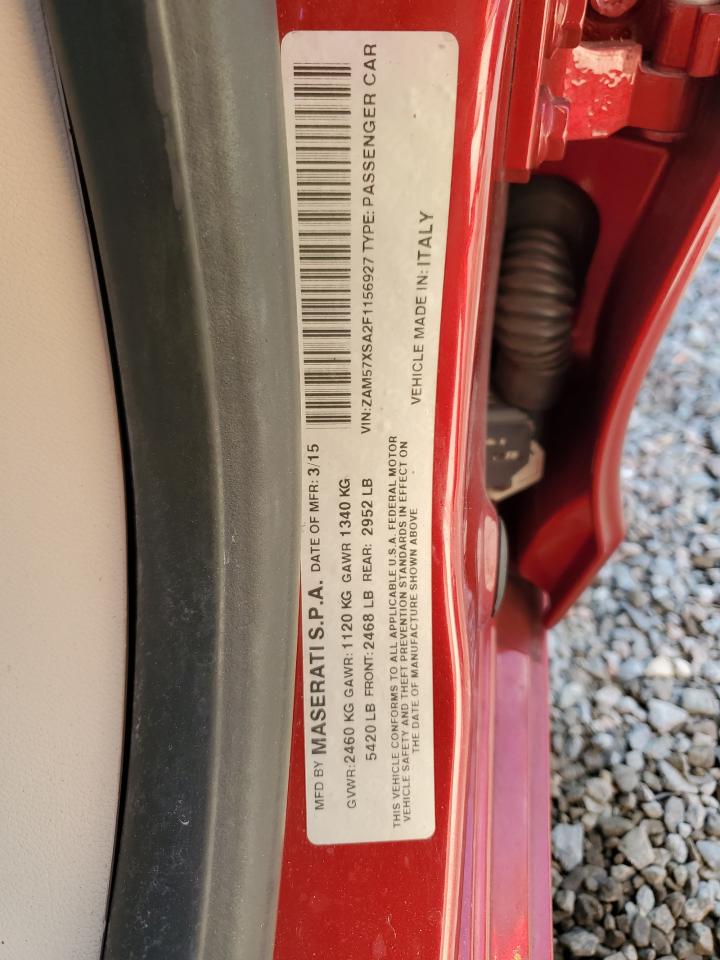 MFD BY MASERATI S.P.A. DATE OF MFR: 3/15
GVWR:2460 KG GAWR: 1120 KG GAWR 1340 KG
5420 LB FRONT: 2468 LB REAR: 2952 LB
VIN:ZAM57XSA2F1156927 TYPE: PASSENGER CAR
THIS VEHICLE CONFORMS TO ALL APPLICABLE U.S.A. FEDERAL MOTOR
VEHICLE SAFETY AND THEFT PREVENTION STANDARDS IN EFFECT ON
THE DATE OF MANUFACTURE SHOWN ABOVE
VEHICLE MADE IN: ITALY